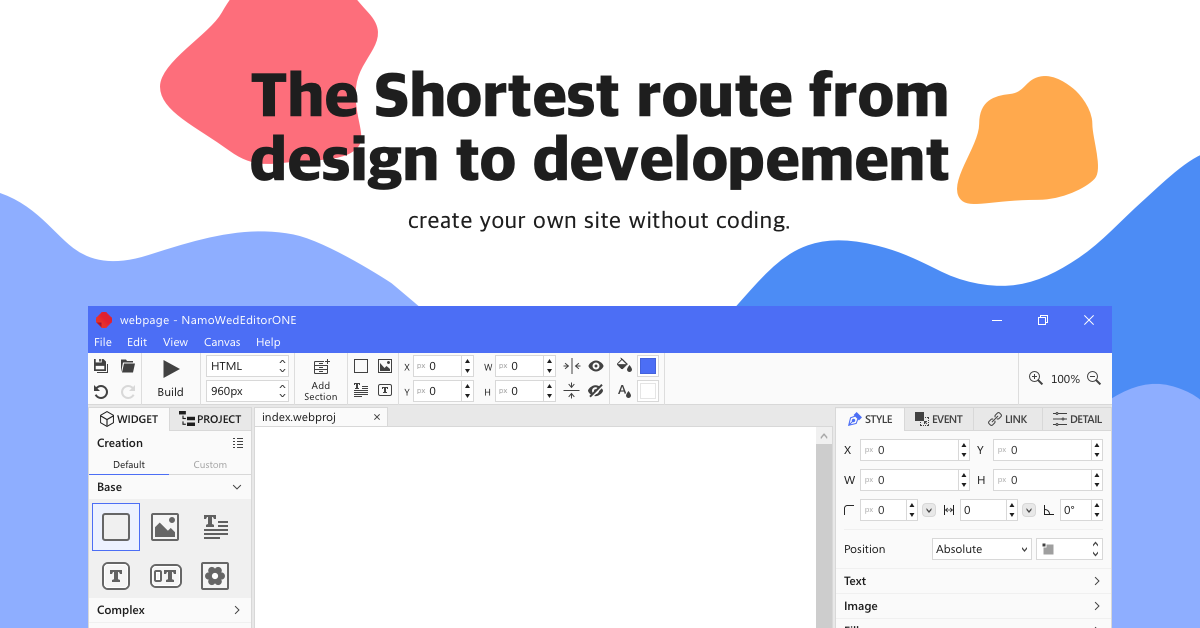 The Shortest route from
design to developement
create your own site without coding.
webpage - NamoWedEditorONE
File Edit View Canvas Help
Build
HTML
960px
Add
Section
X px 0
Y px 0
W px 0
H px 0
100%
WIDGET PROJECT
index.webproj
STYLE EVENT LINK DETAIL
Creation
Default Custom
Base
Complex
X px 0 Y px 0
W px 0 H px 0
px 0 0 0°
Position Absolute
Text
Image